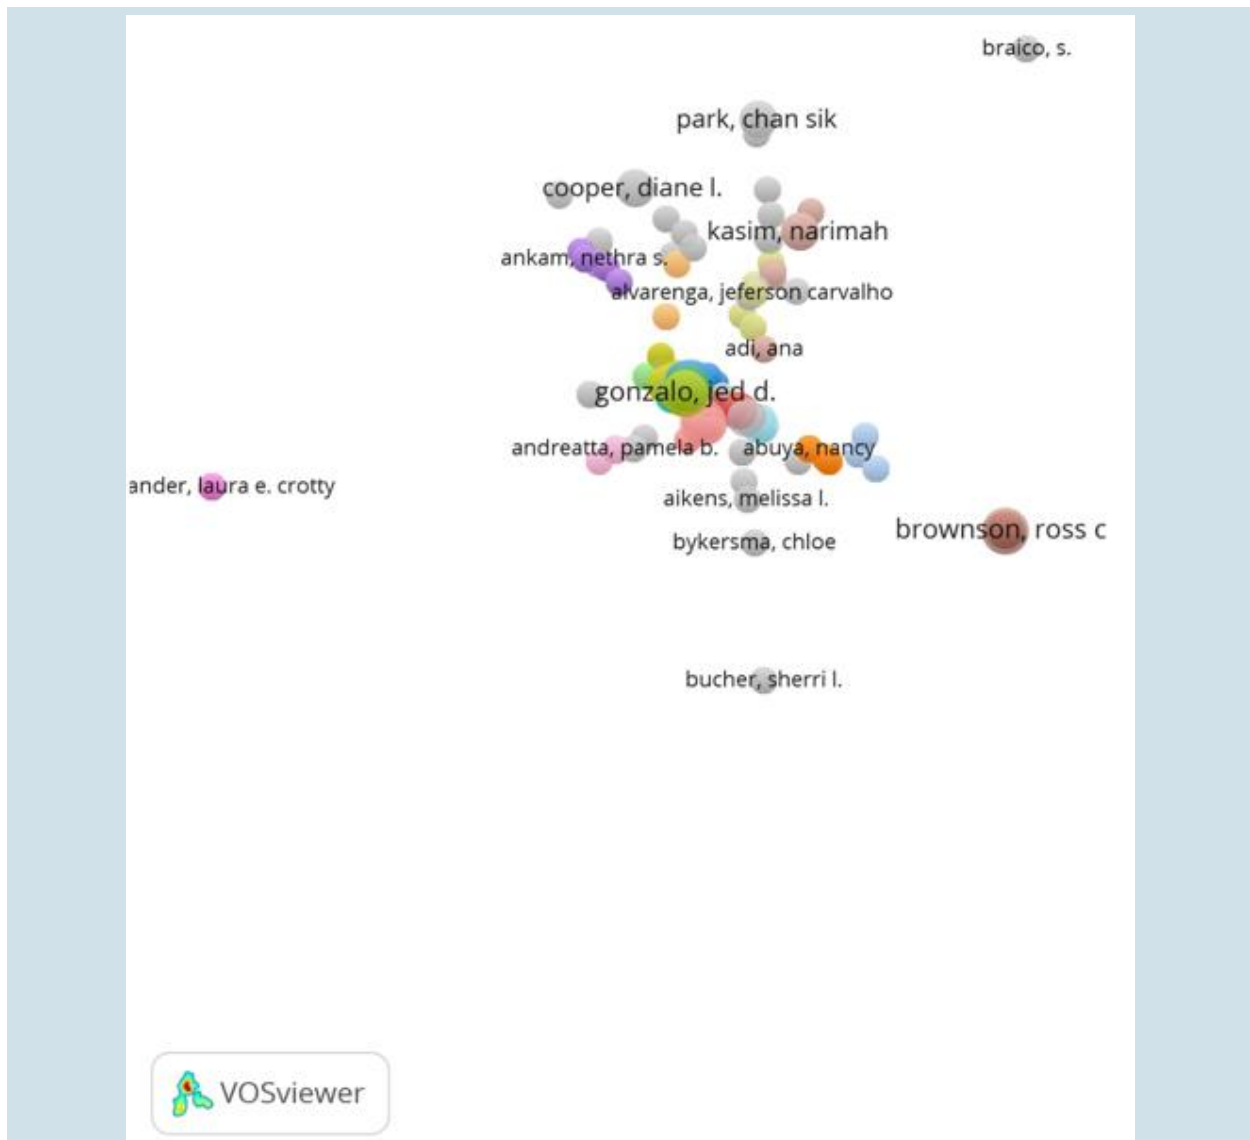 braico, s.
park, chan sik
cooper, diane l.
kasim, narimah
ankam, nethra s.
alvarenga, jeferson carvalho
adi, ana
gonzalo, jed d.
andreatta, pamela b.
abuya, nancy
ander, laura e. crotty
aikens, melissa l.
brownson, ross c
bykersma, chloe
bucher, sherri l.
VOSviewer